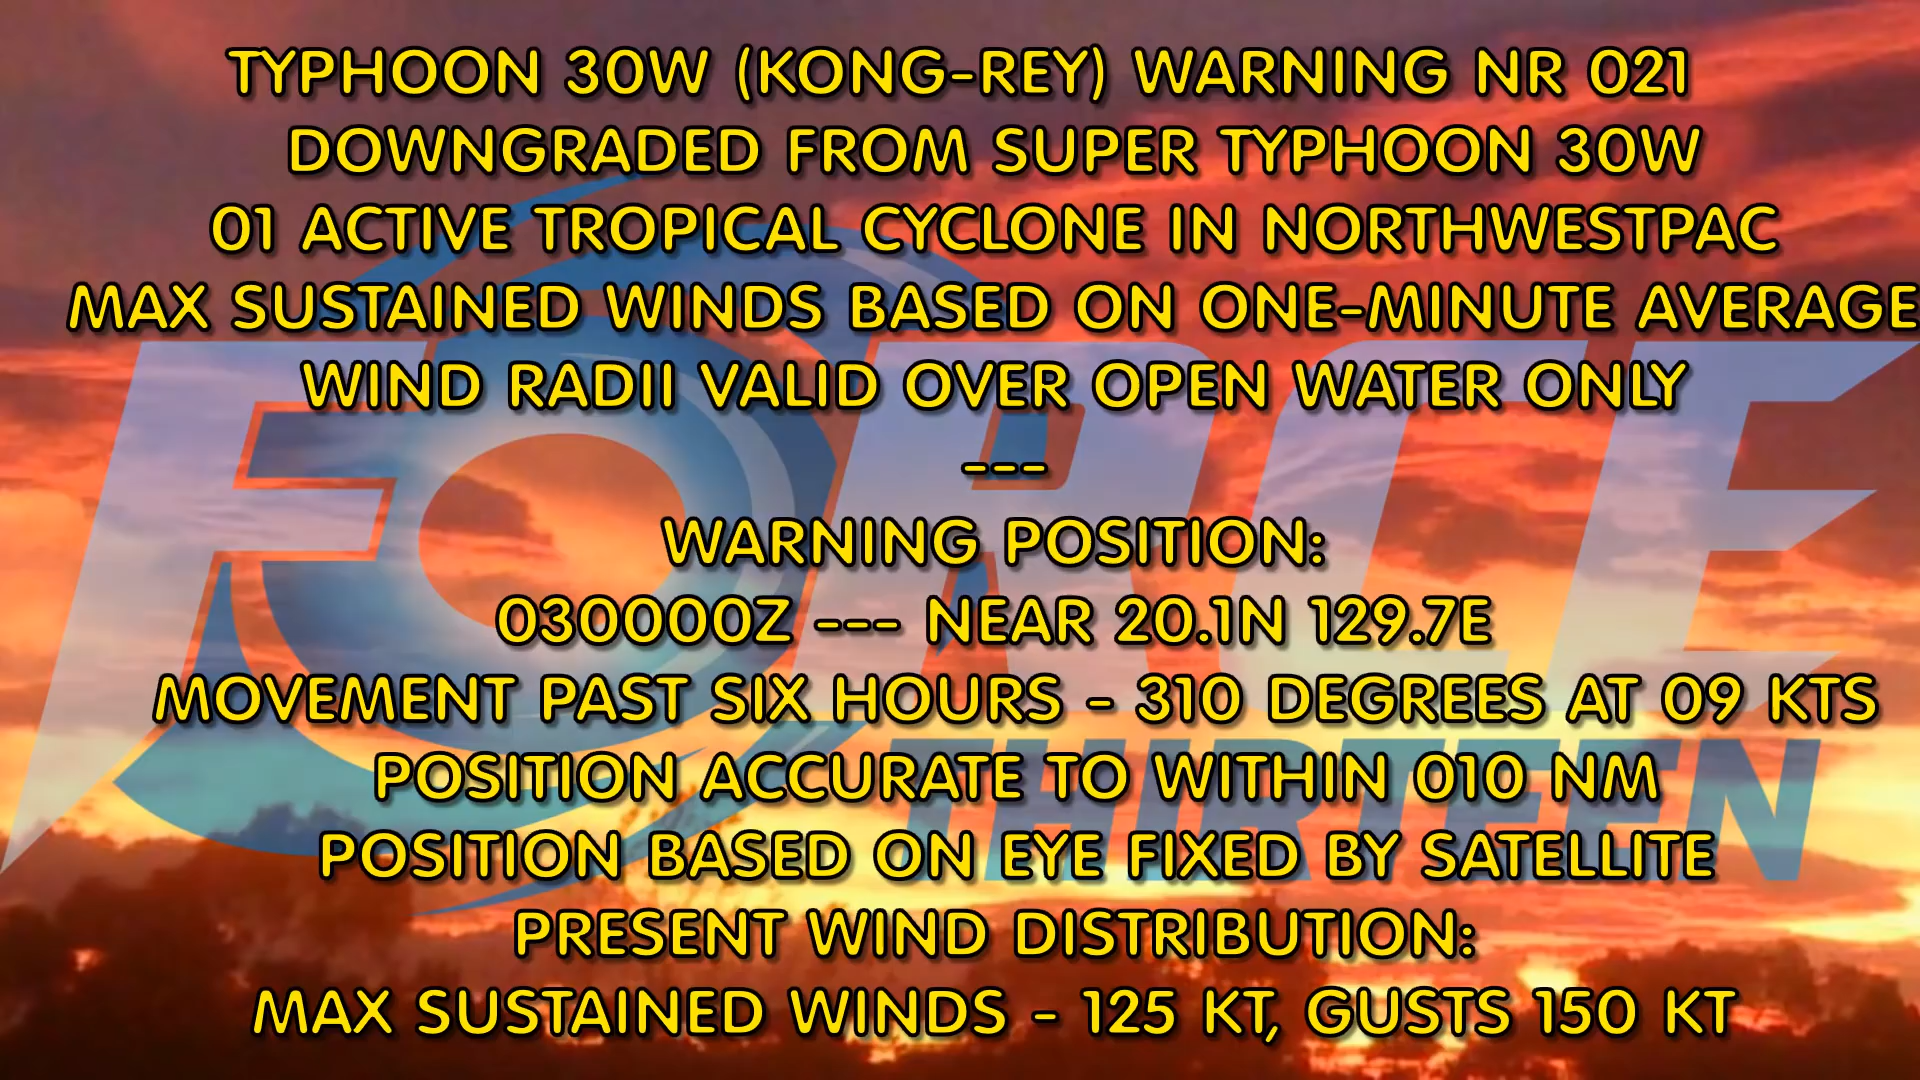 TYPHOON 30W (KONG-REY) WARNING NR 021
DOWNGRADED FROM SUPER TYPHOON 30W
01 ACTIVE TROPICAL CYCLONE IN NORTHWESTPAC
MAX SUSTAINED WINDS BASED ON ONE-MINUTE AVERAGE
WIND RADII VALID OVER OPEN WATER ONLY
---
WARNING POSITION:
030000Z --- NEAR 20.1N 129.7E
MOVEMENT PAST SIX HOURS - 310 DEGREES AT 09 KTS
POSITION ACCURATE TO WITHIN 010 NM
POSITION BASED ON EYE FIXED BY SATELLITE
PRESENT WIND DISTRIBUTION:
MAX SUSTAINED WINDS - 125 KT, GUSTS 150 KT
FORCE
THIRTEEN